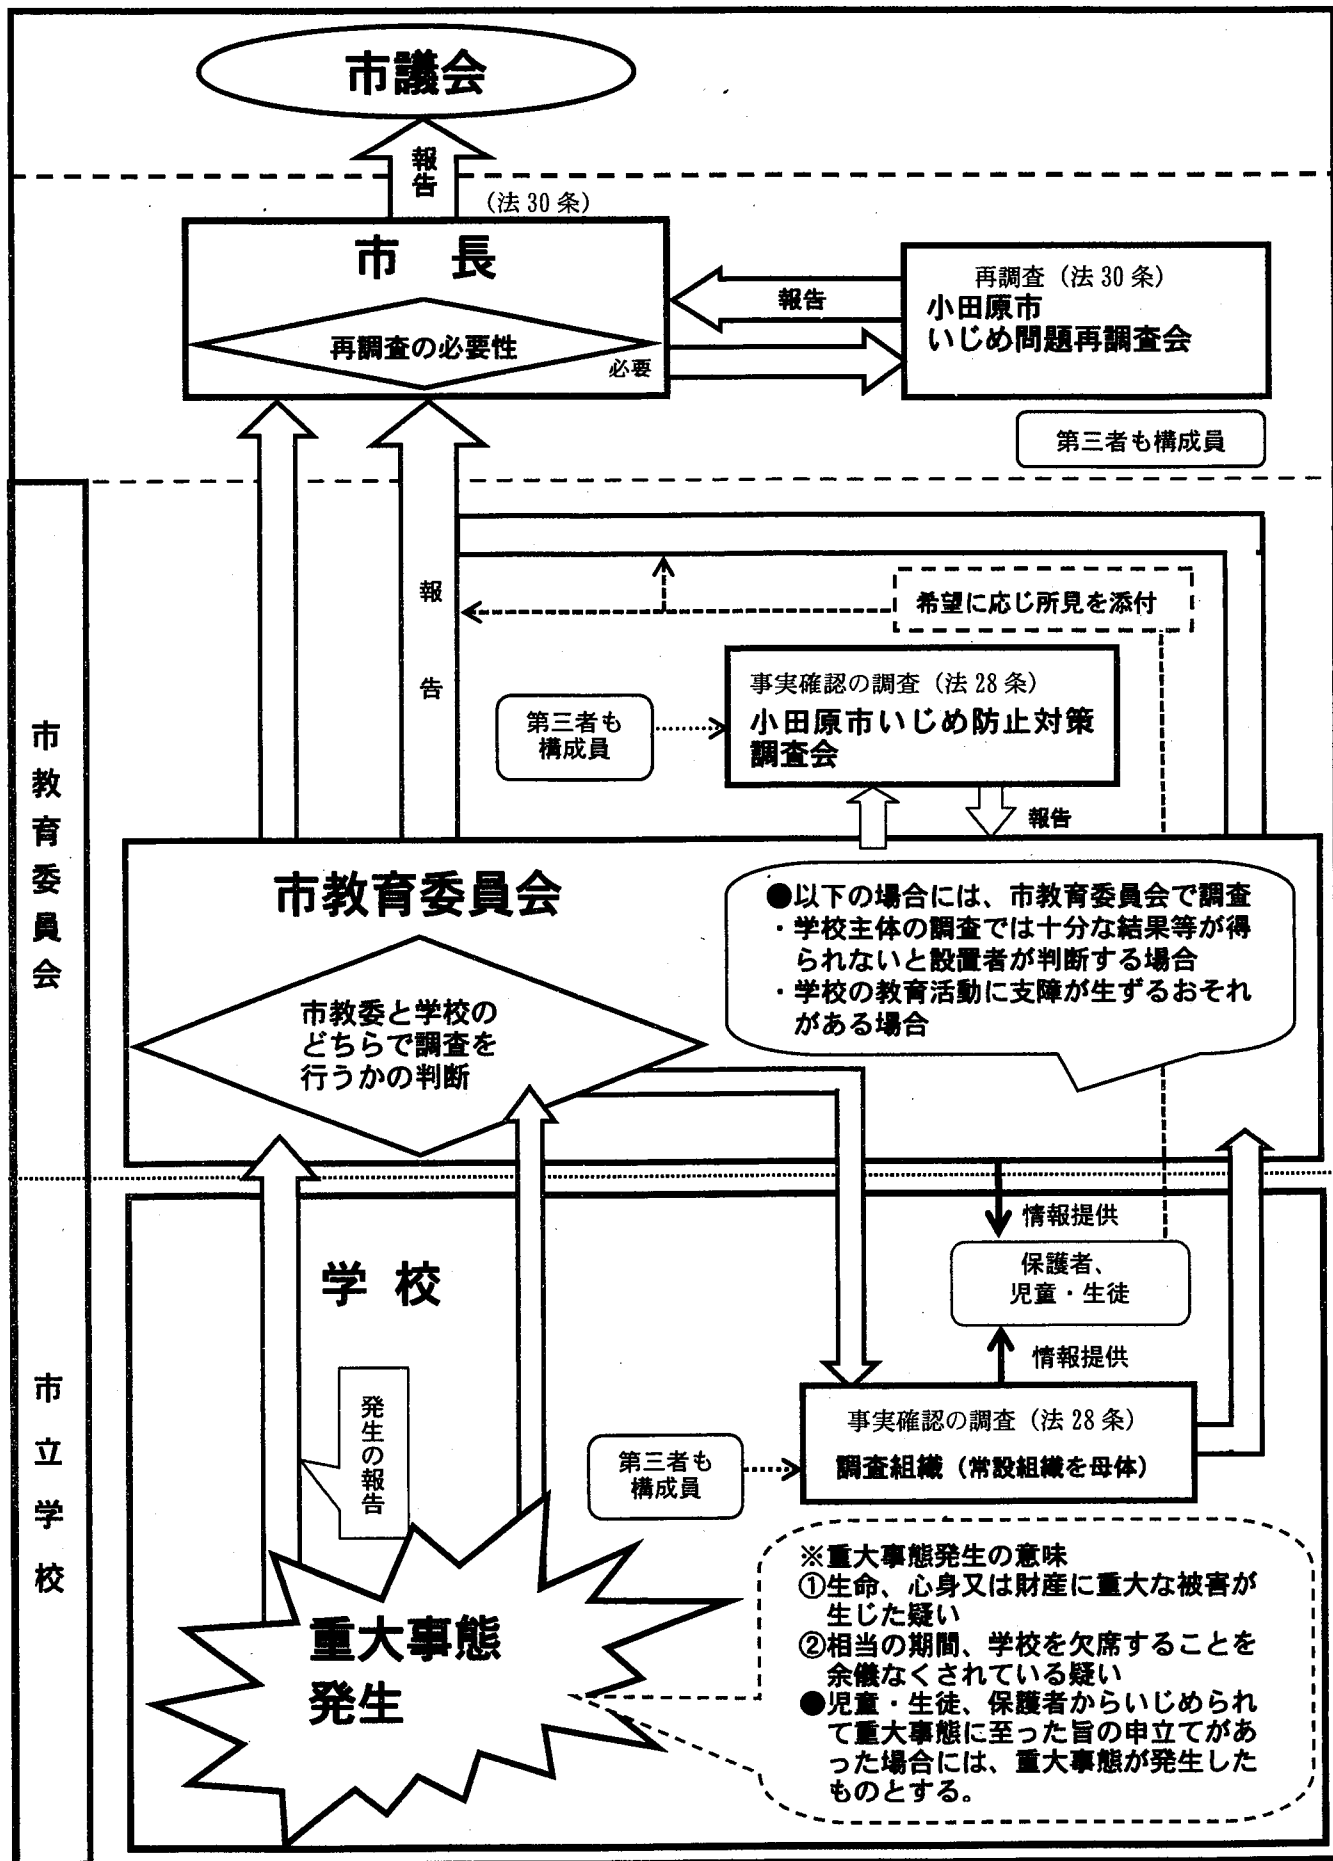 市議会
報告
（法30条）
市 長
再調査の必要性
必要
報告
再調査（法30条）
小田原市
いじめ問題再調査会
第三者も構成員
報告
希望に応じ所見を添付
事実確認の調査（法28条）
小田原市いじめ防止対策
調査会
第三者も
構成員
報告
市教育委員会
市教育委員会
市教委と学校の
どちらで調査を
行うかの判断
●以下の場合には、市教育委員会で調査
・学校主体の調査では十分な結果等が得
られないと設置者が判断する場合
・学校の教育活動に支障が生ずるおそれ
がある場合
市立学校
学 校
情報提供
保護者、
児童・生徒
情報提供
発生の報告
事実確認の調査（法28条）
調査組織（常設組織を母体）
第三者も
構成員
重大事態
発生
※重大事態発生の意味
①生命、心身又は財産に重大な被害が
生じた疑い
②相当の期間、学校を欠席することを
余儀なくされている疑い
●児童・生徒、保護者からいじめられ
て重大事態に至った旨の申立てがあ
った場合には、重大事態が発生した
ものとする。